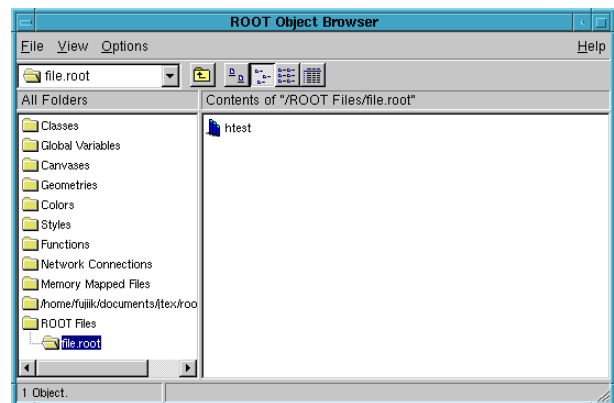 ROOT Object Browser
File View Options Help
file.root
All Folders
Contents of "/ROOT Files/file.root"
Classes
Global Variables
Canvases
Geometries
Colors
Styles
Functions
Network Connections
Memory Mapped Files
/home/fujiik/documents/jtex/roo
ROOT Files
file.root
htest
1 Object.